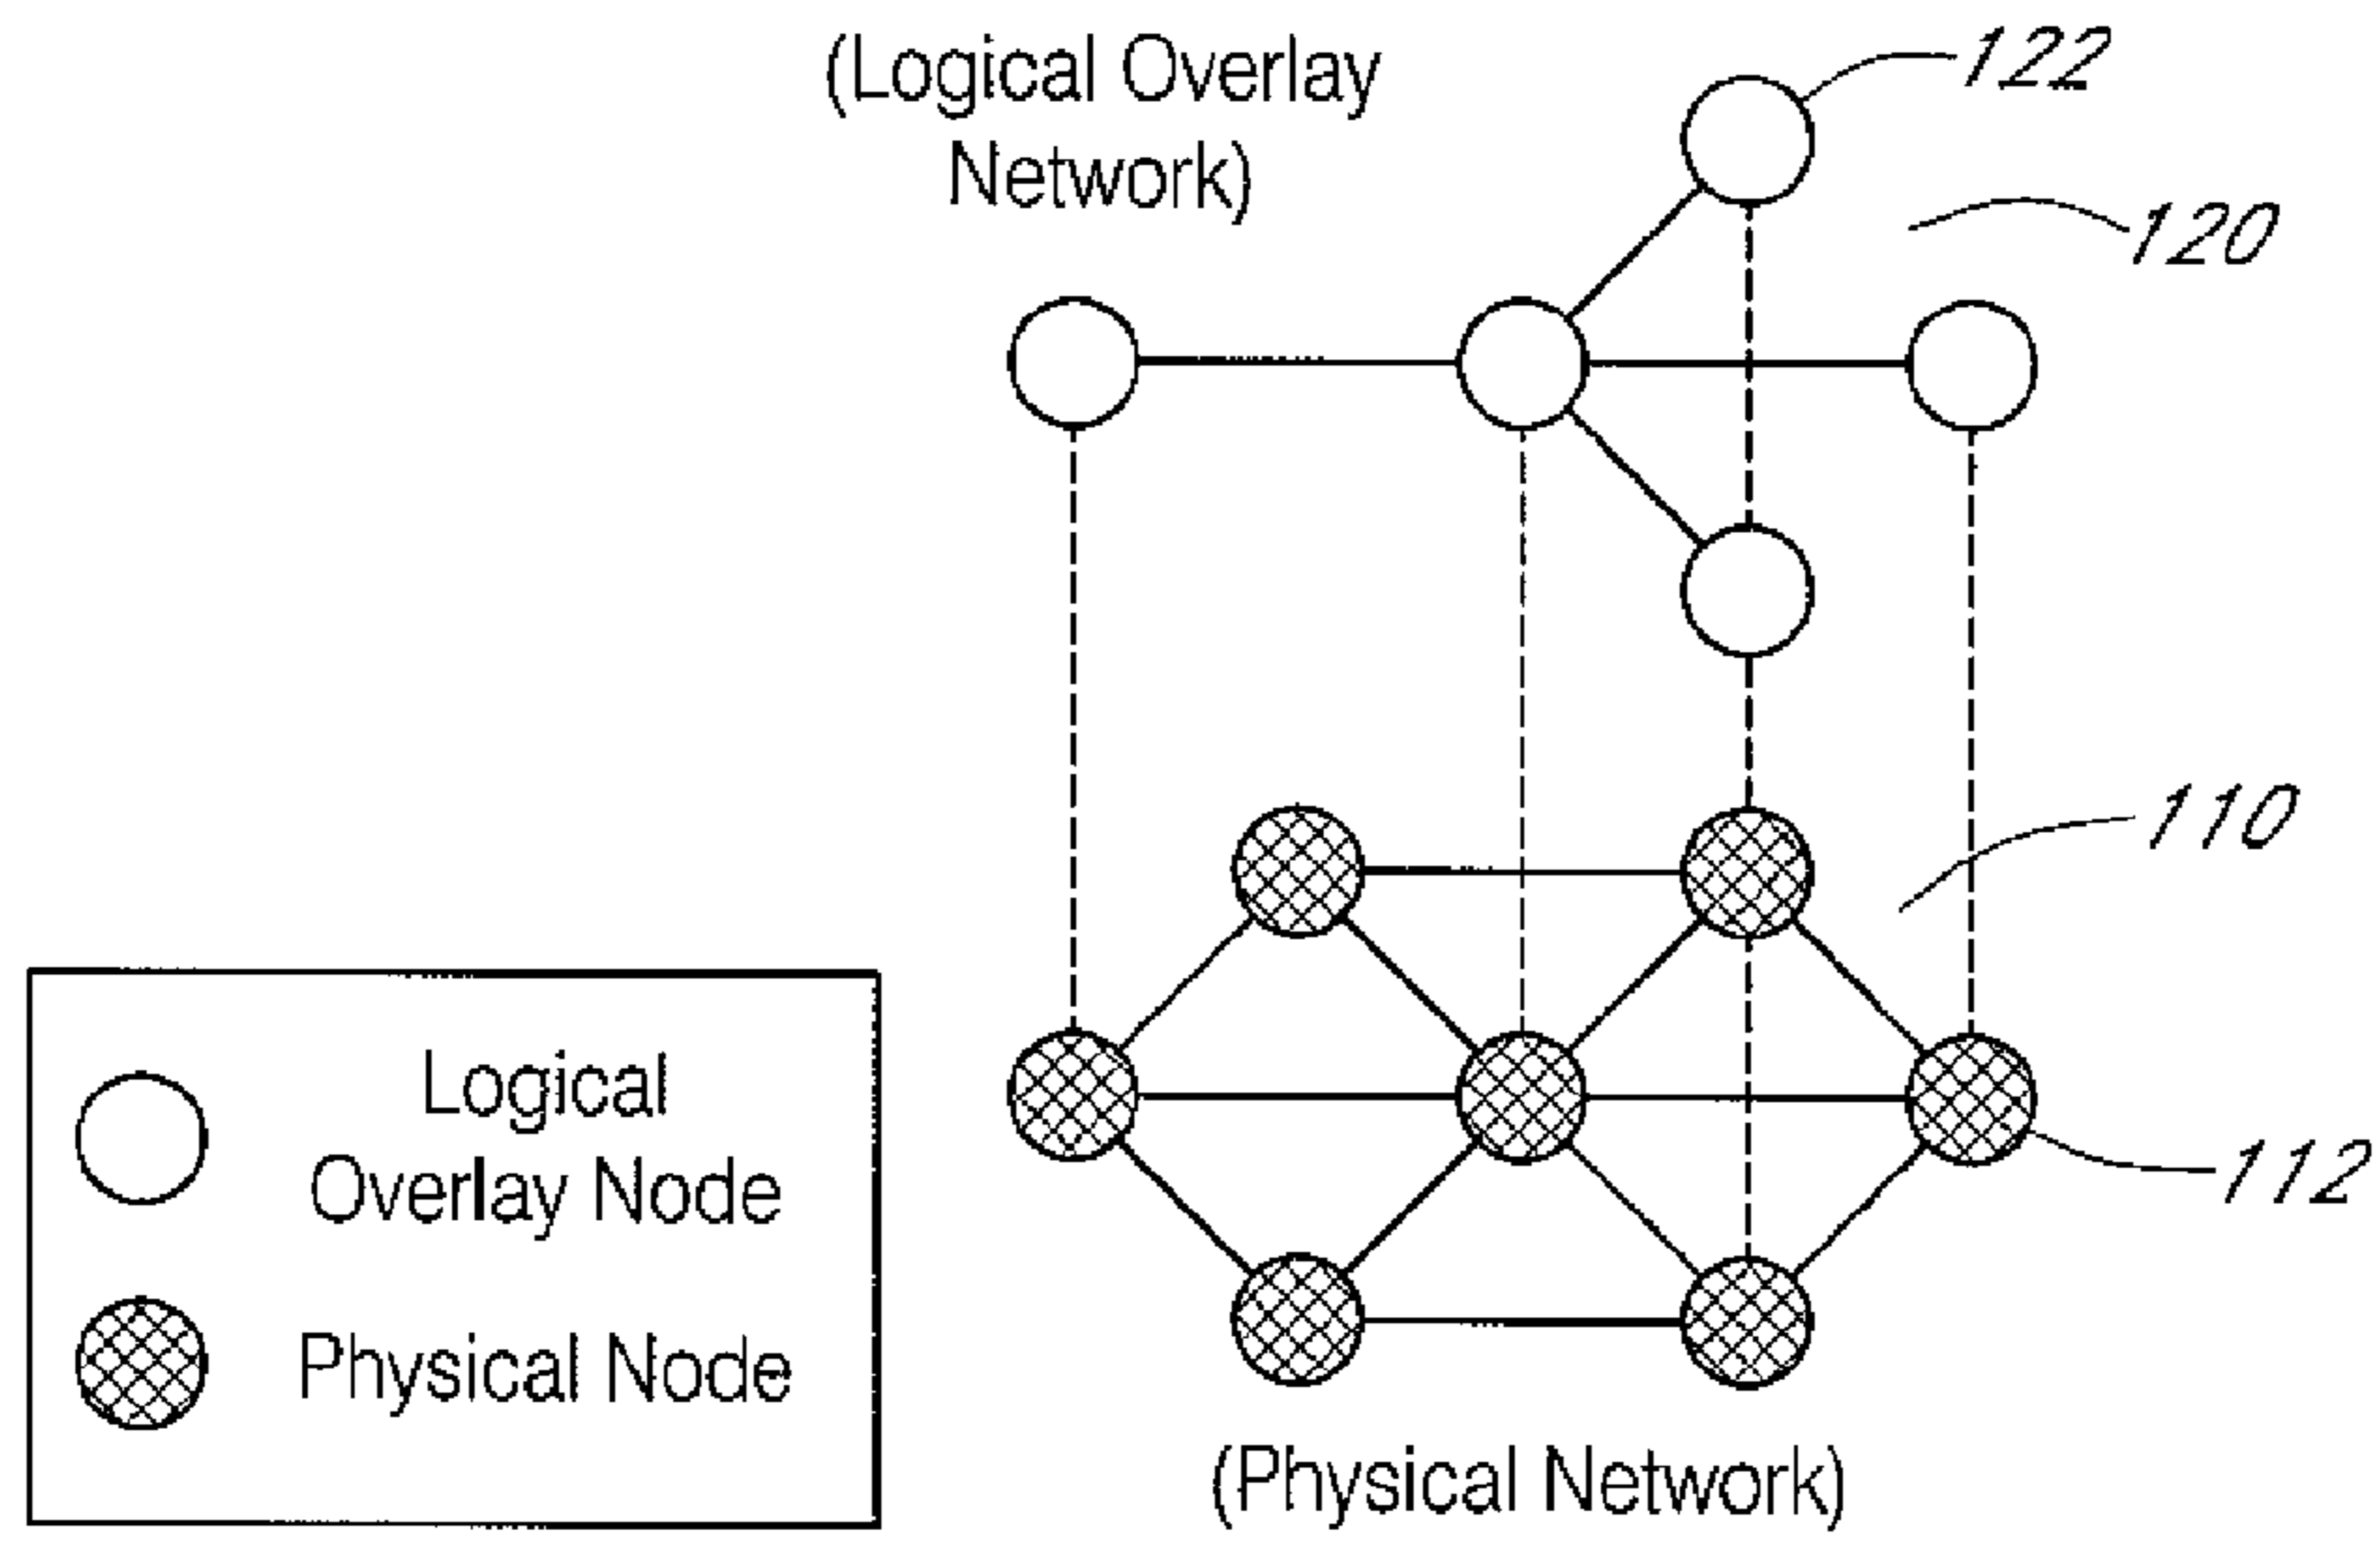 (Logical Overlay
Network)
122
120
110
112
Logical
Overlay Node
Physical Node
(Physical Network)